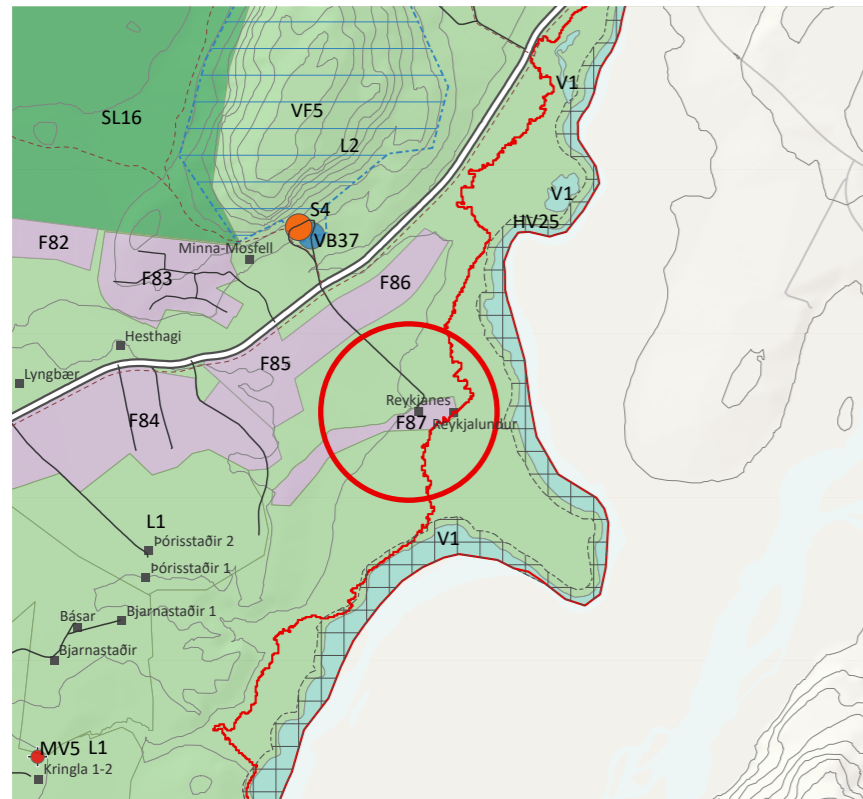 V1
SL16
VF5
L2
V1
S4
HV25
VB37
F82
Minna-Mosfell
F83
F86
Hesthagi
F85
Lyngbær
Reykjanes
F84
F87
Reykjalundur
L1
Þórisstaðir 2
V1
Þórisstaðir 1
Básar
Bjarnastaðir 1
Bjarnastaðir
MV5
L1
Kringla 1-2